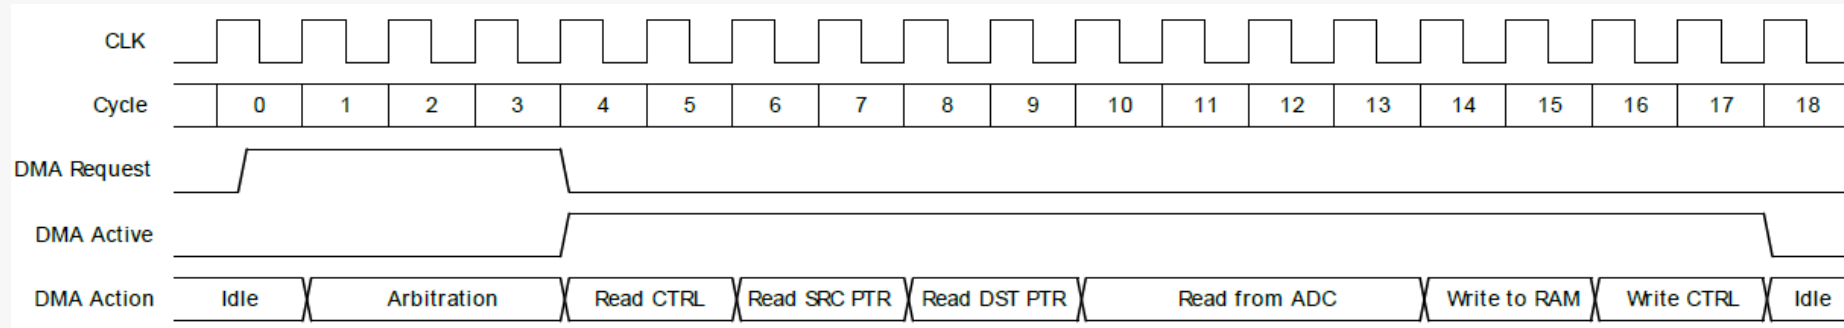 CLK
Cycle 0 1 2 3 4 5 6 7 8 9 10 11 12 13 14 15 16 17 18
DMA Request
DMA Active
DMA Action Idle Arbitration Read CTRL Read SRC PTR Read DST PTR Read from ADC Write to RAM Write CTRL Idle